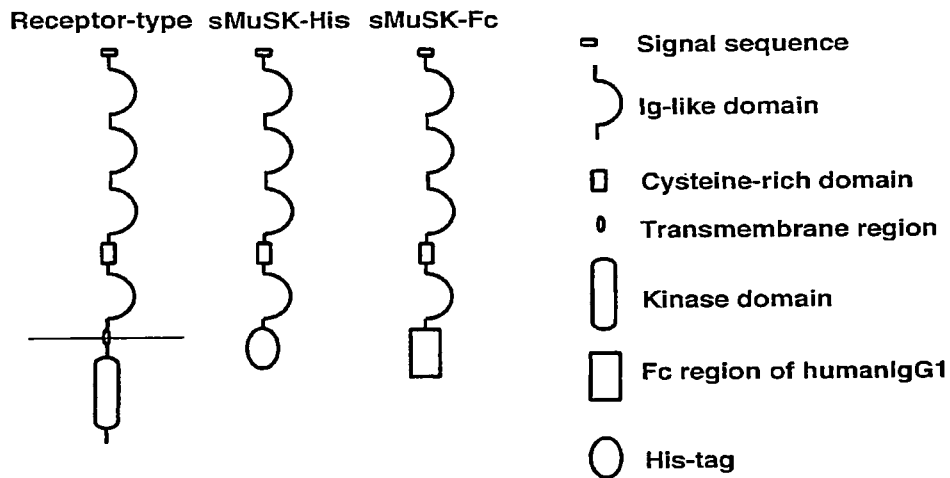 Receptor-type sMuSK-His sMuSK-Fc
Signal sequence
Ig-like domain
Cysteine-rich domain
Transmembrane region
Kinase domain
Fc region of humanIgG1
His-tag